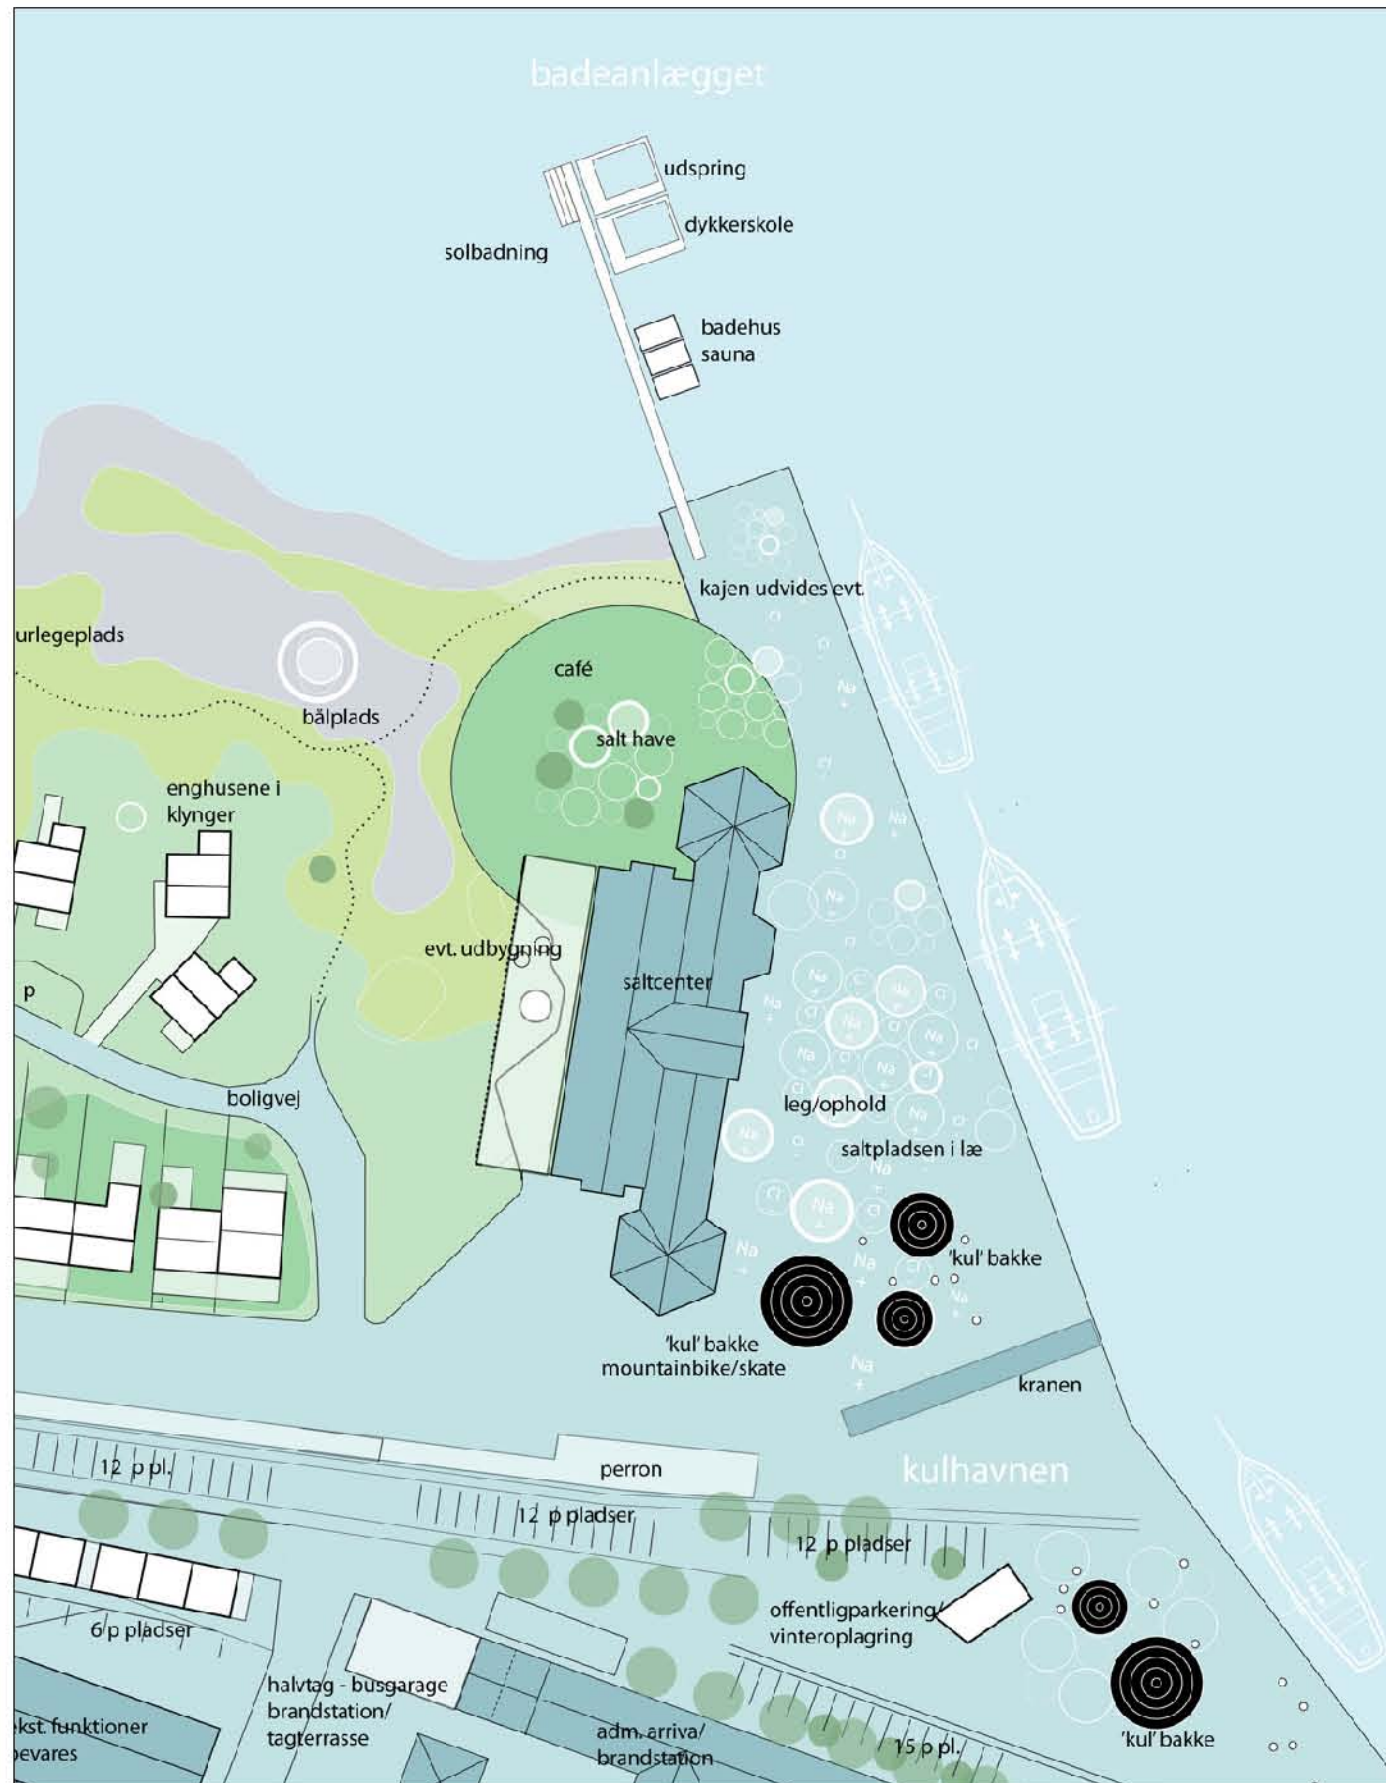 badeanlægget
udspring
dykkerskole
solbadning
badehus
sauna
kajen udvides evt.
urlegeplads
café
bålplads
salt have
enghusene i
klynger
evt. udbygning
saltcenter
p
boligvej
leg/ophold
saltpladsen i læ
'kul' bakke
'kul' bakke
mountainbike/skate
kranen
kulhavnen
perron
12 p pl.
12 p pladser
12 p pladser
6 p pladser
offentligparkering/
vinteroplagring
halvtag - busgarage
brandstation/
tagterrasse
ekst. funktioner
bevares
adm. arriva/
brandstation
15 p pl.
'kul' bakke